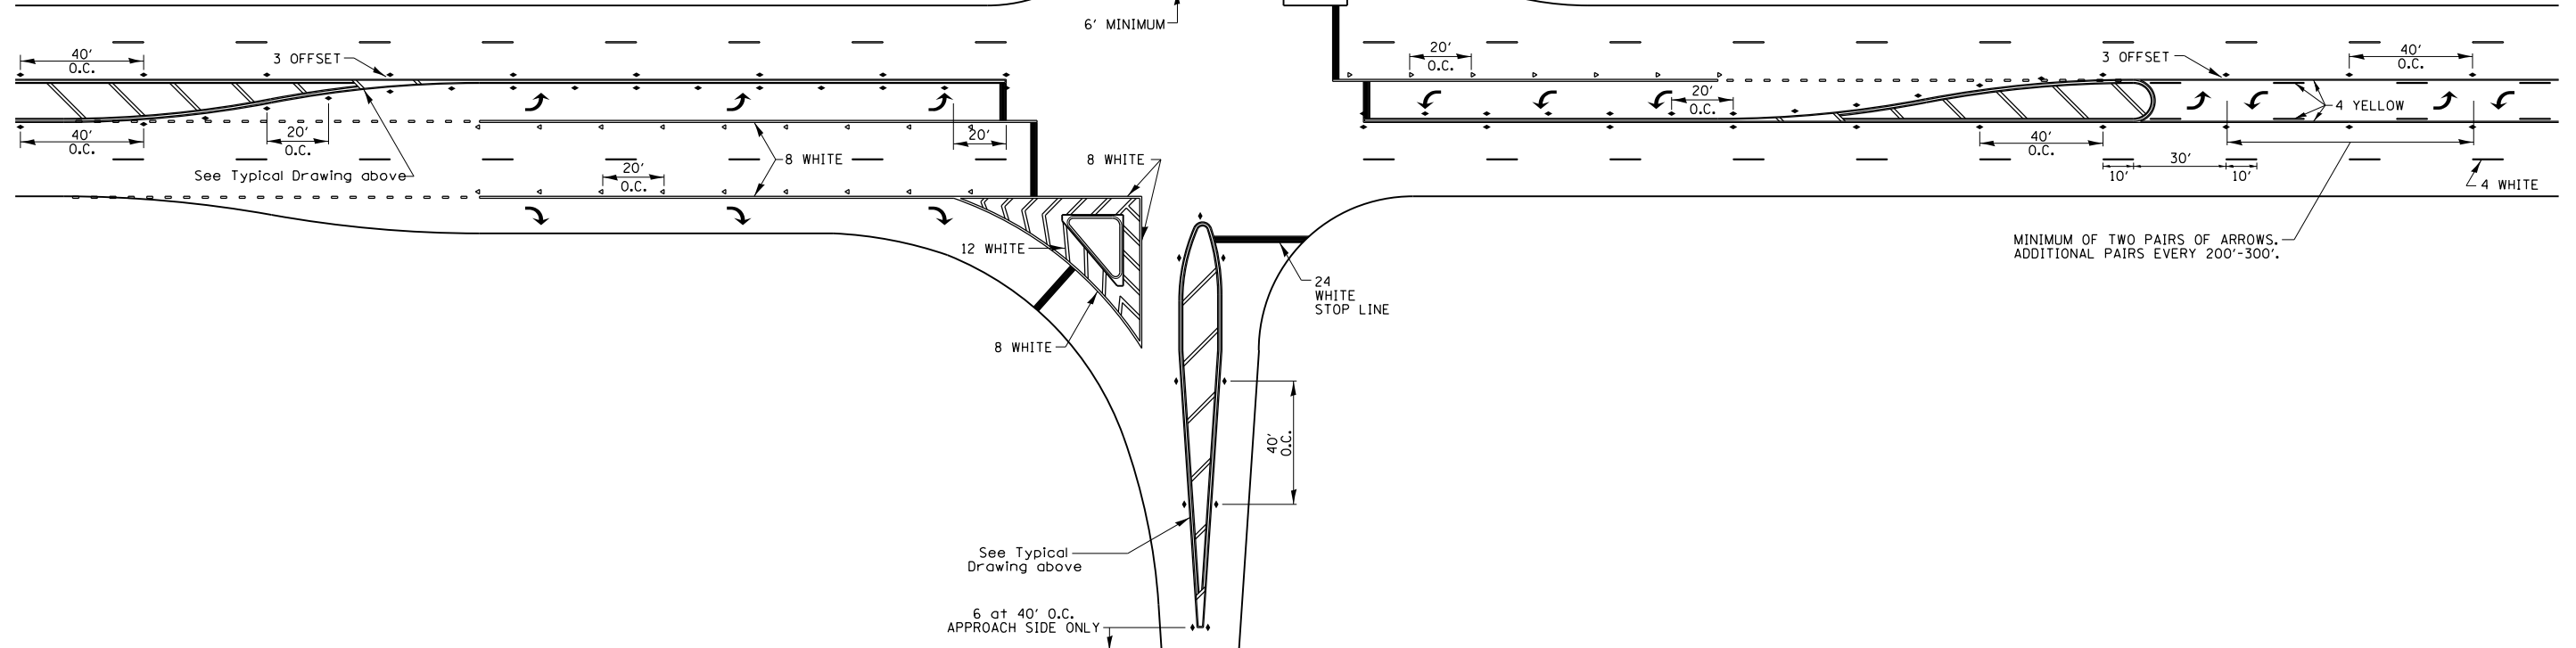 6' MINIMUM
40'
O.C.
3 OFFSET
20'
O.C.
3 OFFSET
40'
O.C.
20'
O.C.
4 YELLOW
40'
O.C.
20'
O.C.
20'
40'
O.C.
8 WHITE
8 WHITE
30'
10'
10'
See Typical Drawing above
20'
O.C.
4 WHITE
12 WHITE
MINIMUM OF TWO PAIRS OF ARROWS.
ADDITIONAL PAIRS EVERY 200'-300'.
24
WHITE
STOP LINE
8 WHITE
40'
O.C.
See Typical
Drawing above
6 at 40' O.C.
APPROACH SIDE ONLY